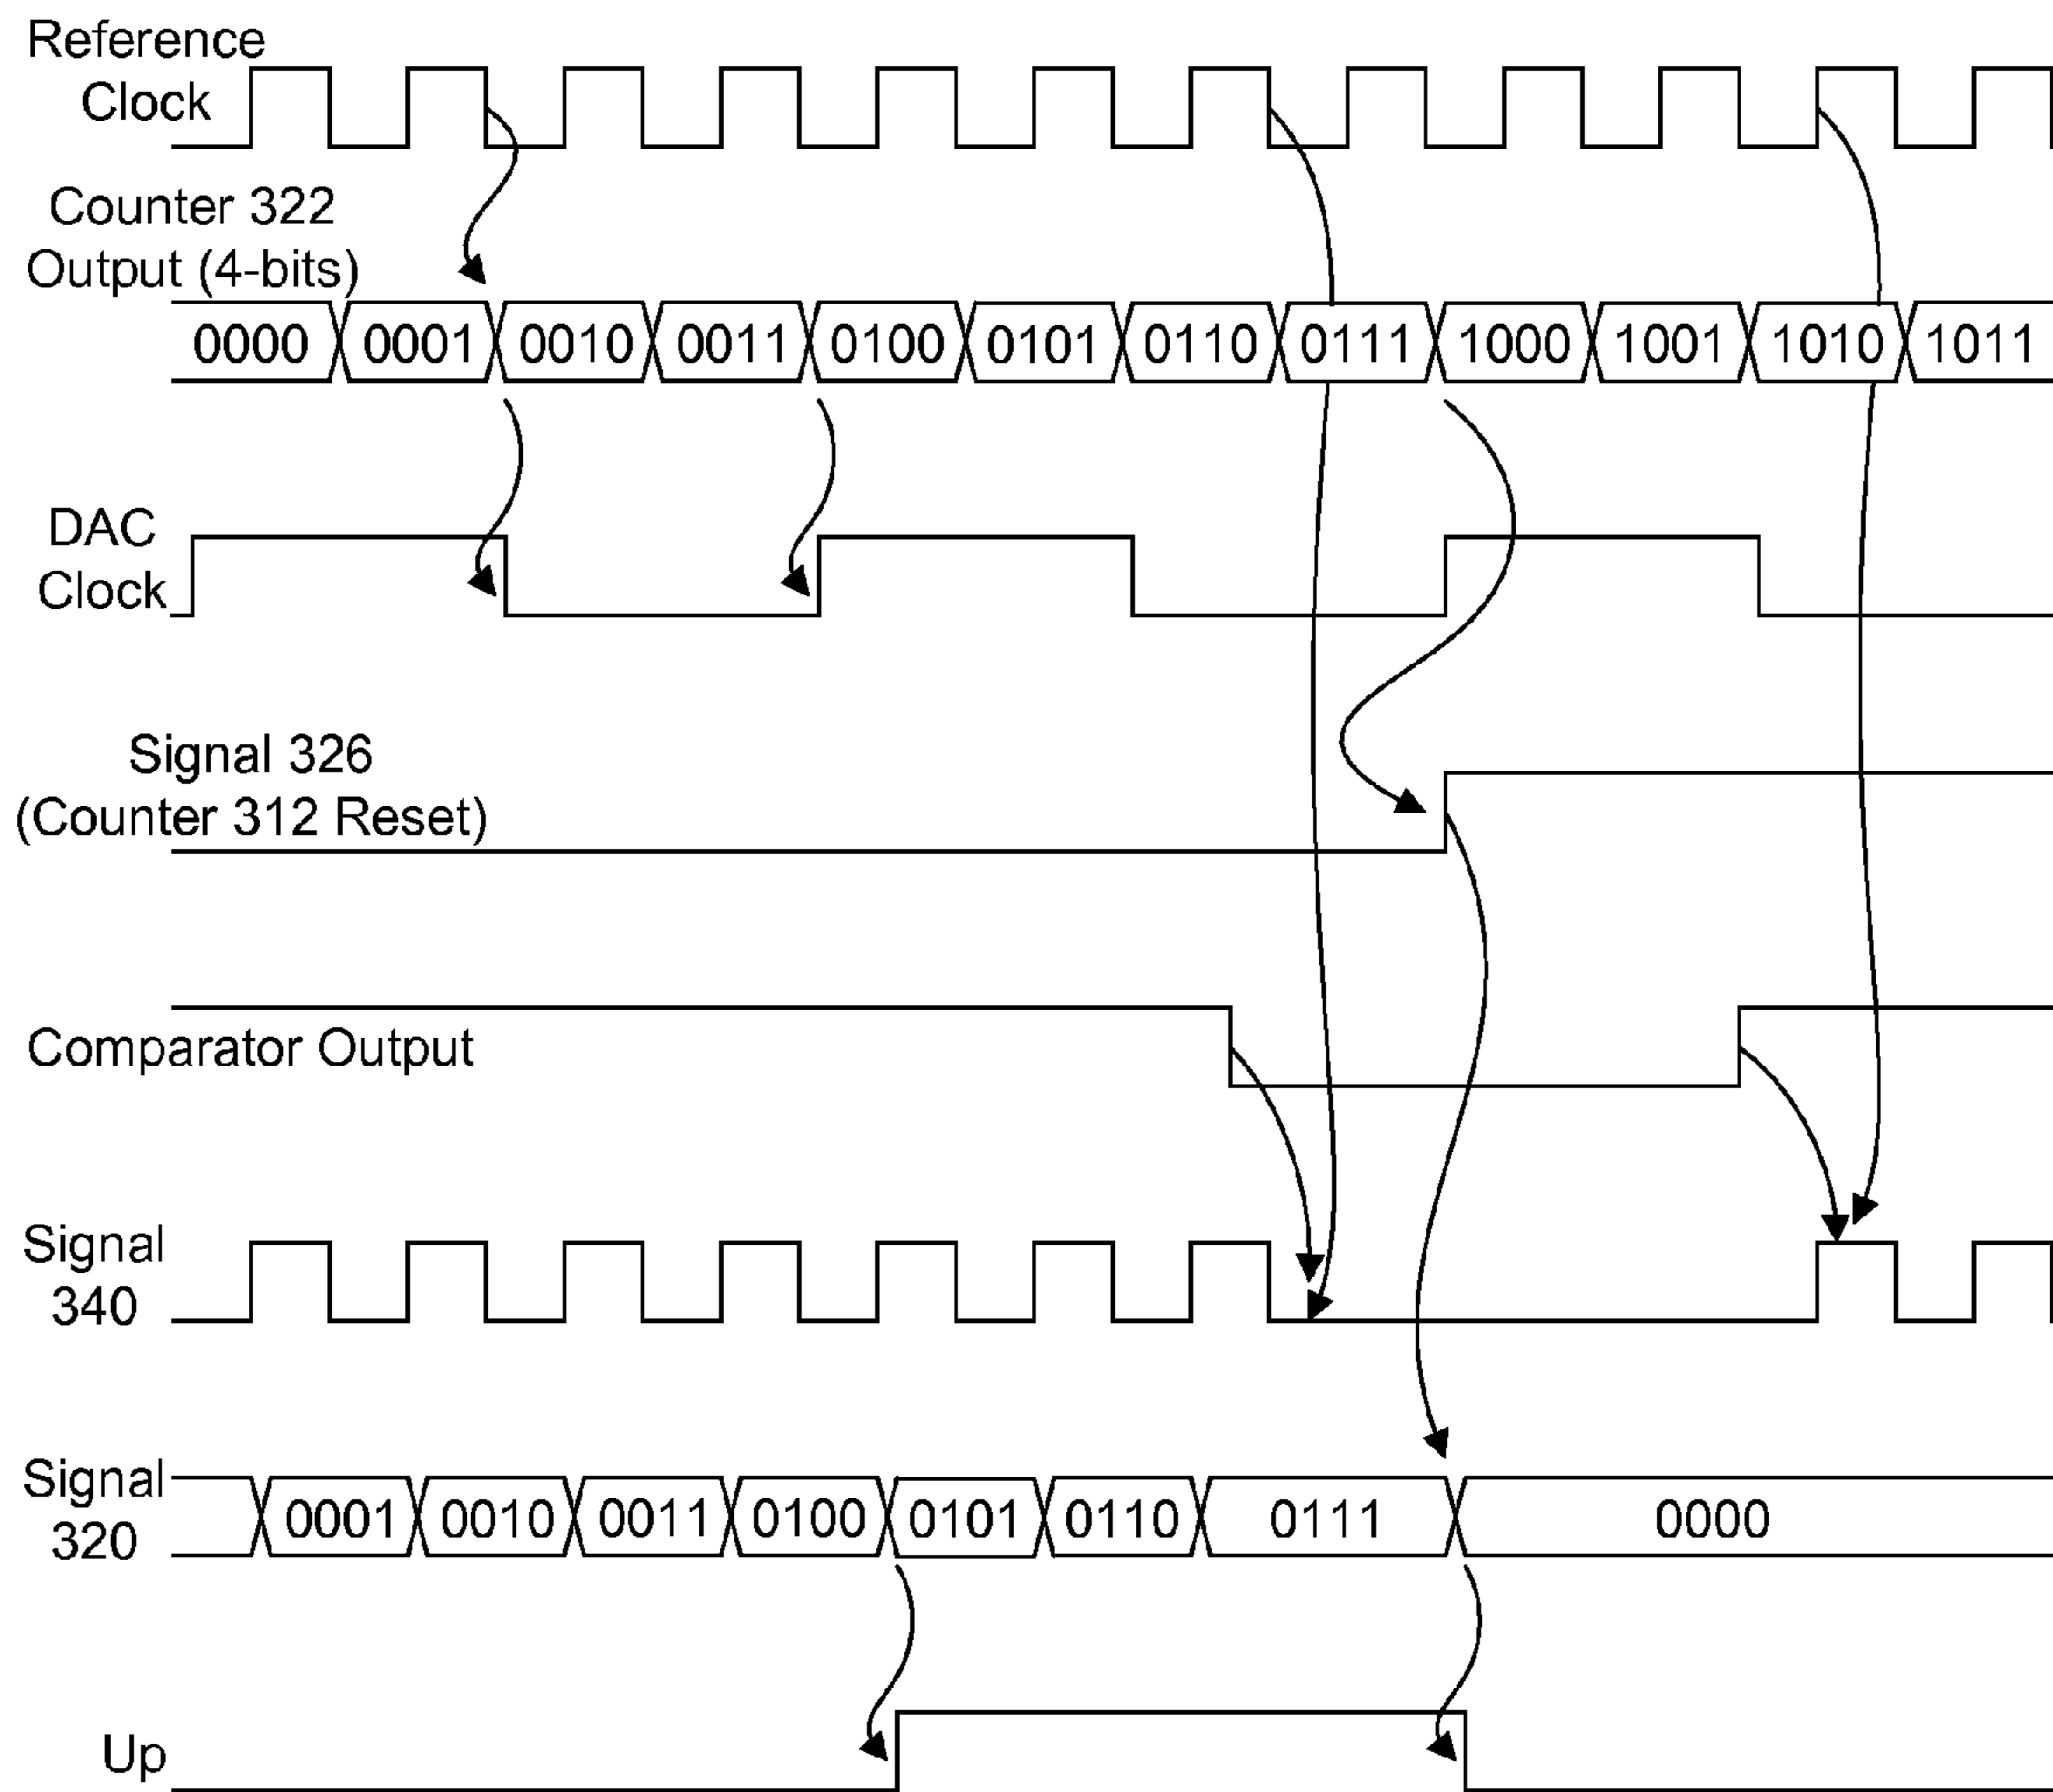 Reference
Clock
Counter 322
Output (4-bits)
0000 0001 0010 0011 0100 0101 0110 0111 1000 1001 1010 1011
DAC
Clock
Signal 326
(Counter 312 Reset)
Comparator Output
Signal
340
Signal
320
0001 0010 0011 0100 0101 0110 0111 0000
Up